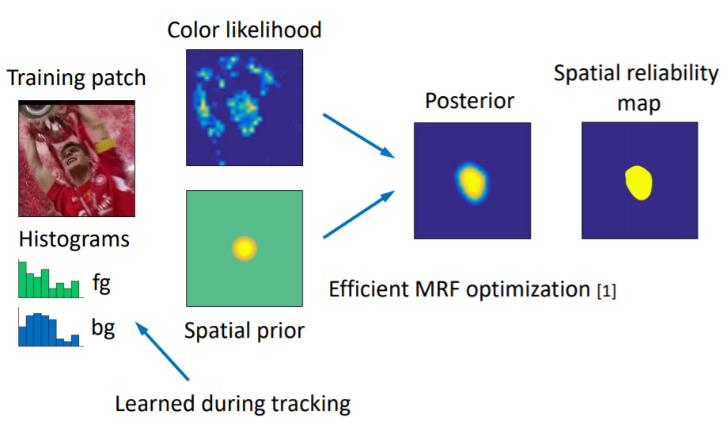 Color likelihood
Training patch
Spatial reliability
map
Posterior
Histograms
fg
bg
Spatial prior
Efficient MRF optimization [1]
Learned during tracking